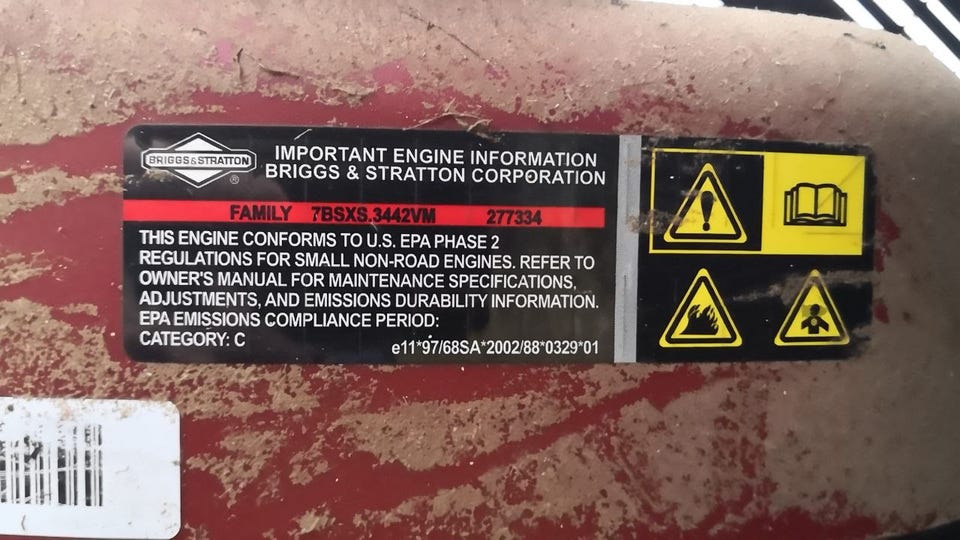 BRIGGS & STRATTON
®
IMPORTANT ENGINE INFORMATION
BRIGGS & STRATTON CORPORATION
FAMILY 7BSXS.3442VM 277334
THIS ENGINE CONFORMS TO U.S. EPA PHASE 2
REGULATIONS FOR SMALL NON-ROAD ENGINES. REFER TO
OWNER'S MANUAL FOR MAINTENANCE SPECIFICATIONS,
ADJUSTMENTS, AND EMISSIONS DURABILITY INFORMATION.
EPA EMISSIONS COMPLIANCE PERIOD:
CATEGORY: C
e11*97/68SA*2002/88*0329*01